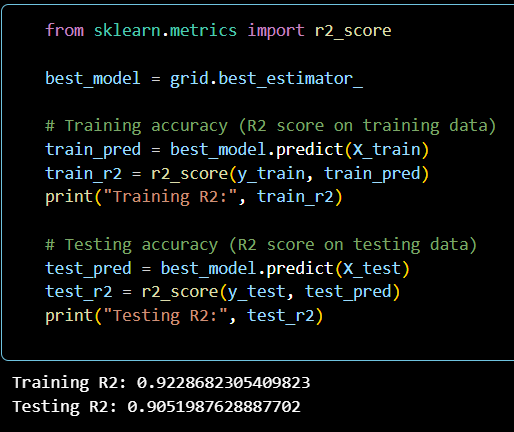 from sklearn.metrics import r2_score
best_model = grid.best_estimator_
# Training accuracy (R2 score on training data)
train_pred = best_model.predict(X_train)
train_r2 = r2_score(y_train, train_pred)
print("Training R2:", train_r2)
# Testing accuracy (R2 score on testing data)
test_pred = best_model.predict(X_test)
test_r2 = r2_score(y_test, test_pred)
print("Testing R2:", test_r2)
Training R2: 0.9228682305409823
Testing R2: 0.9051987628887702